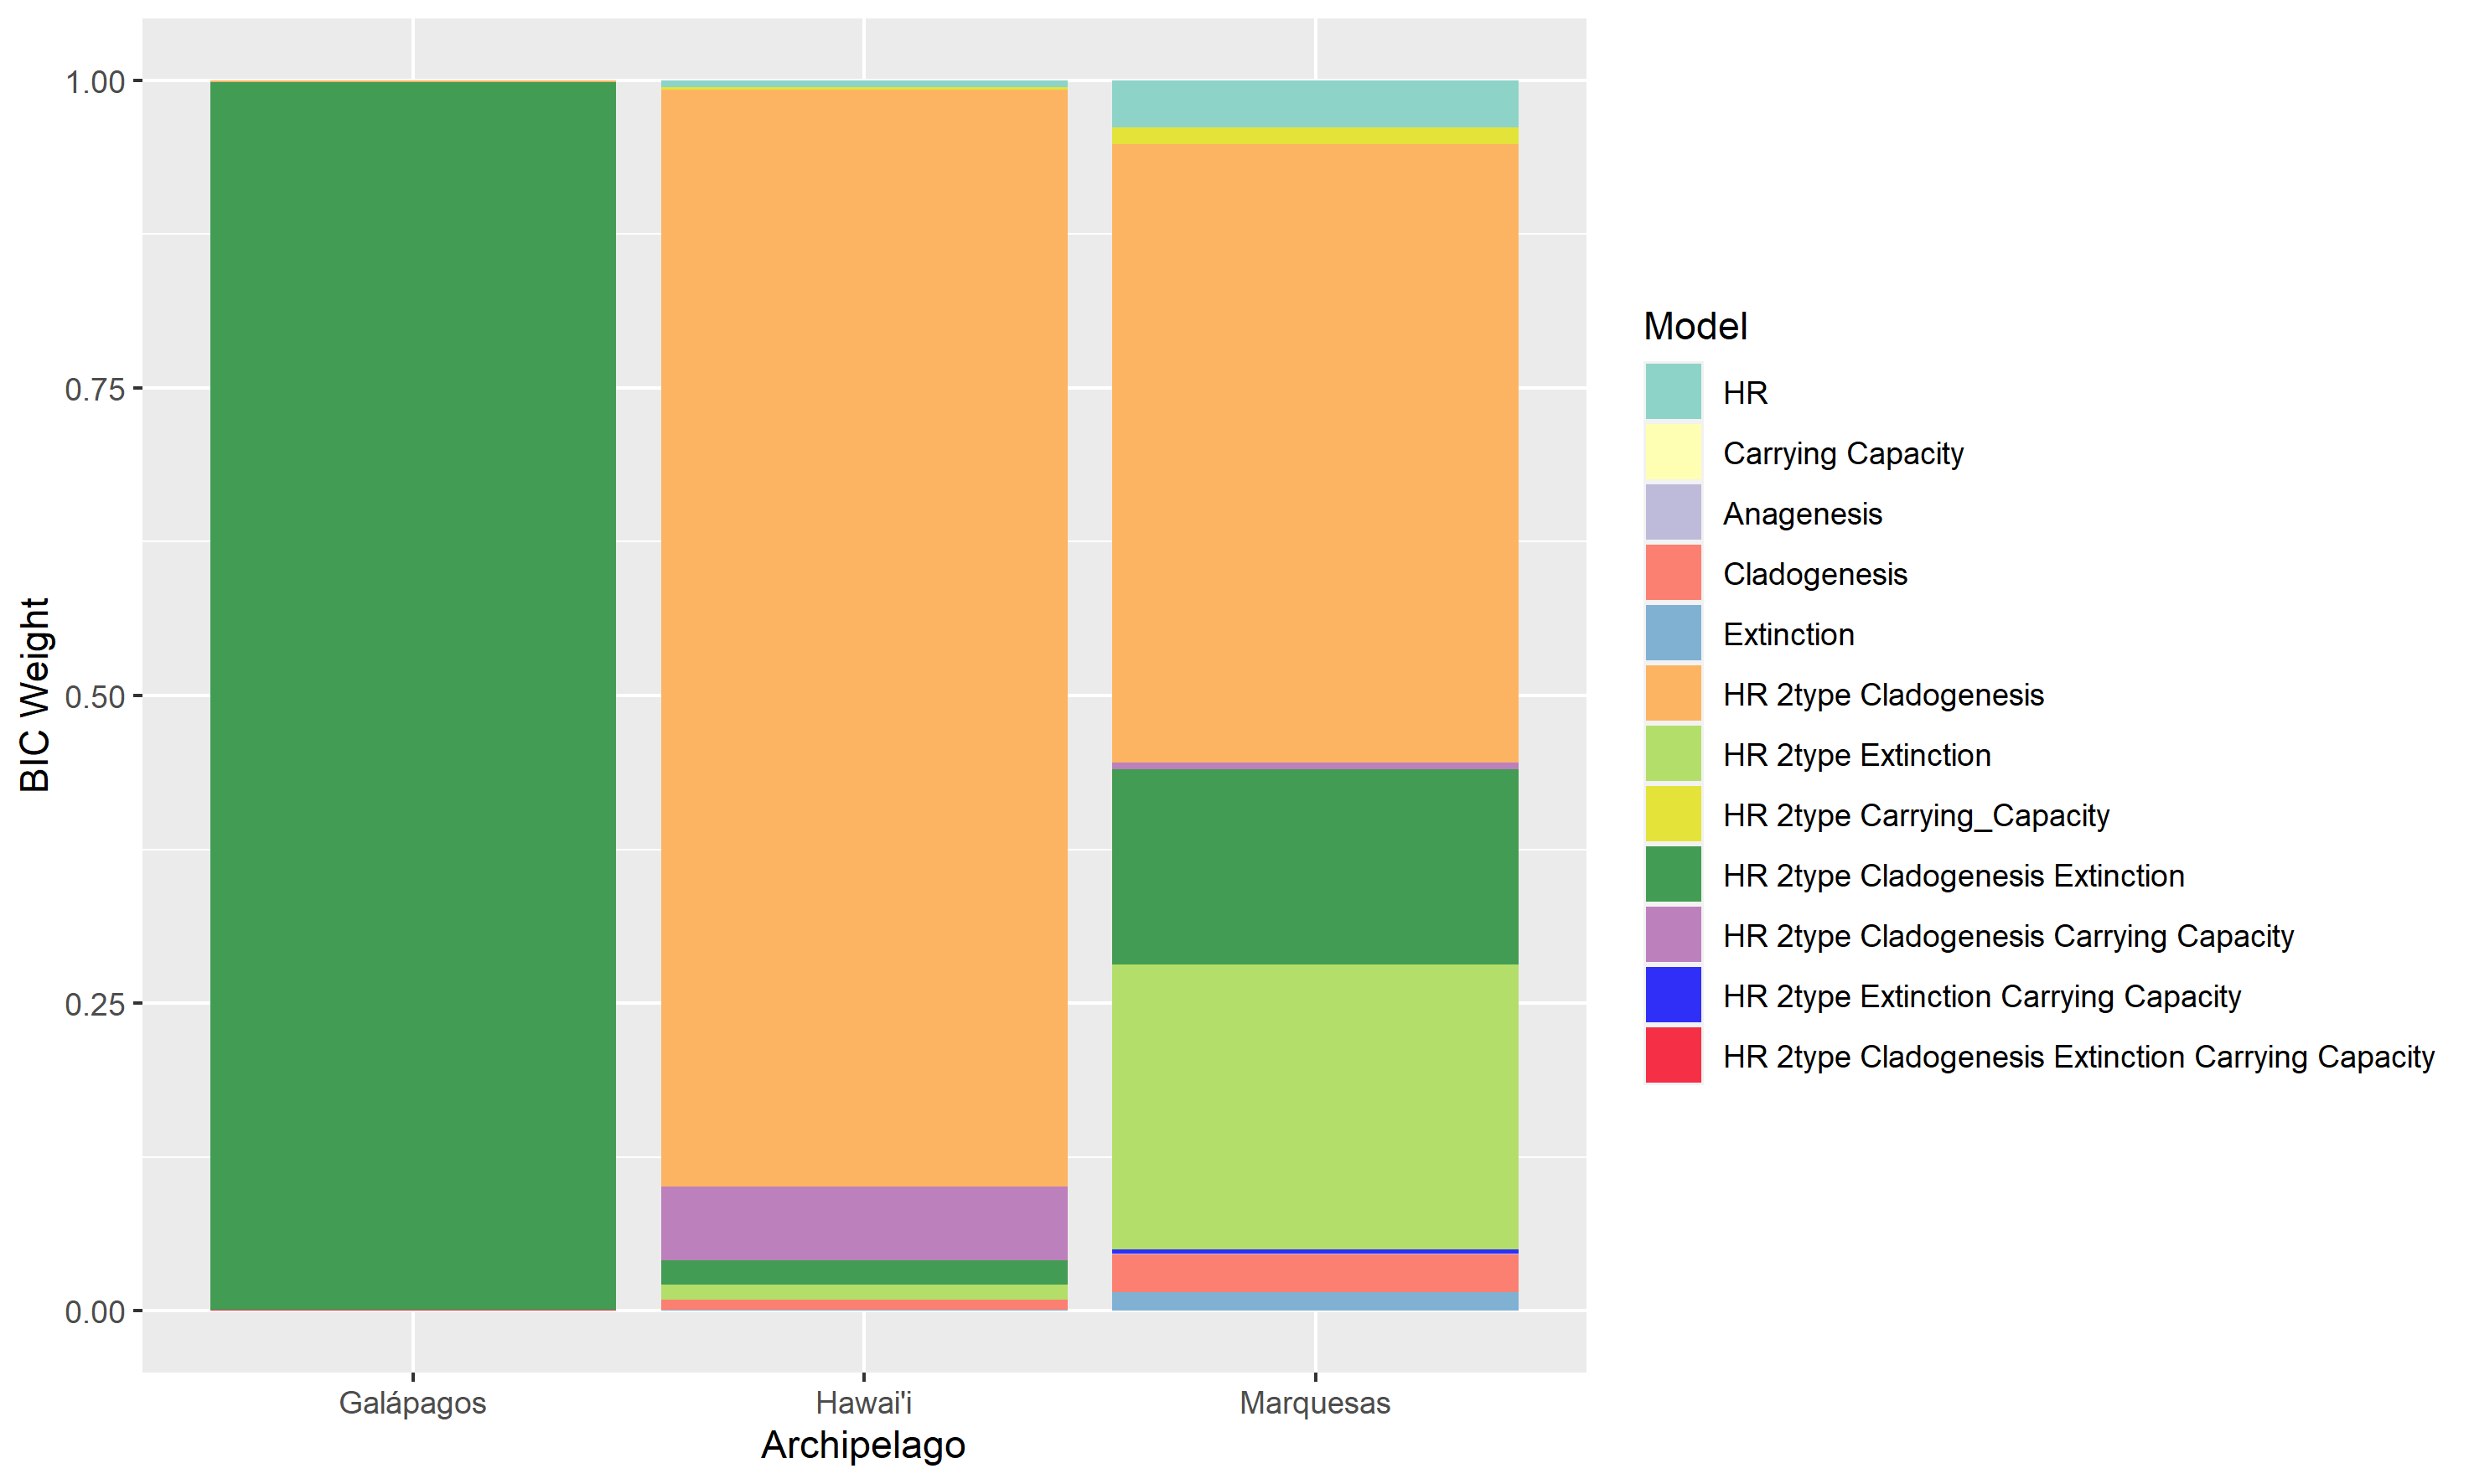 BIC Weight
1.00
0.75
0.50
0.25
0.00
Galápagos
Hawai'i
Marquesas
Archipelago
Model
HR
Carrying Capacity
Anagenesis
Cladogenesis
Extinction
HR 2type Cladogenesis
HR 2type Extinction
HR 2type Carrying_Capacity
HR 2type Cladogenesis Extinction
HR 2type Cladogenesis Carrying Capacity
HR 2type Extinction Carrying Capacity
HR 2type Cladogenesis Extinction Carrying Capacity